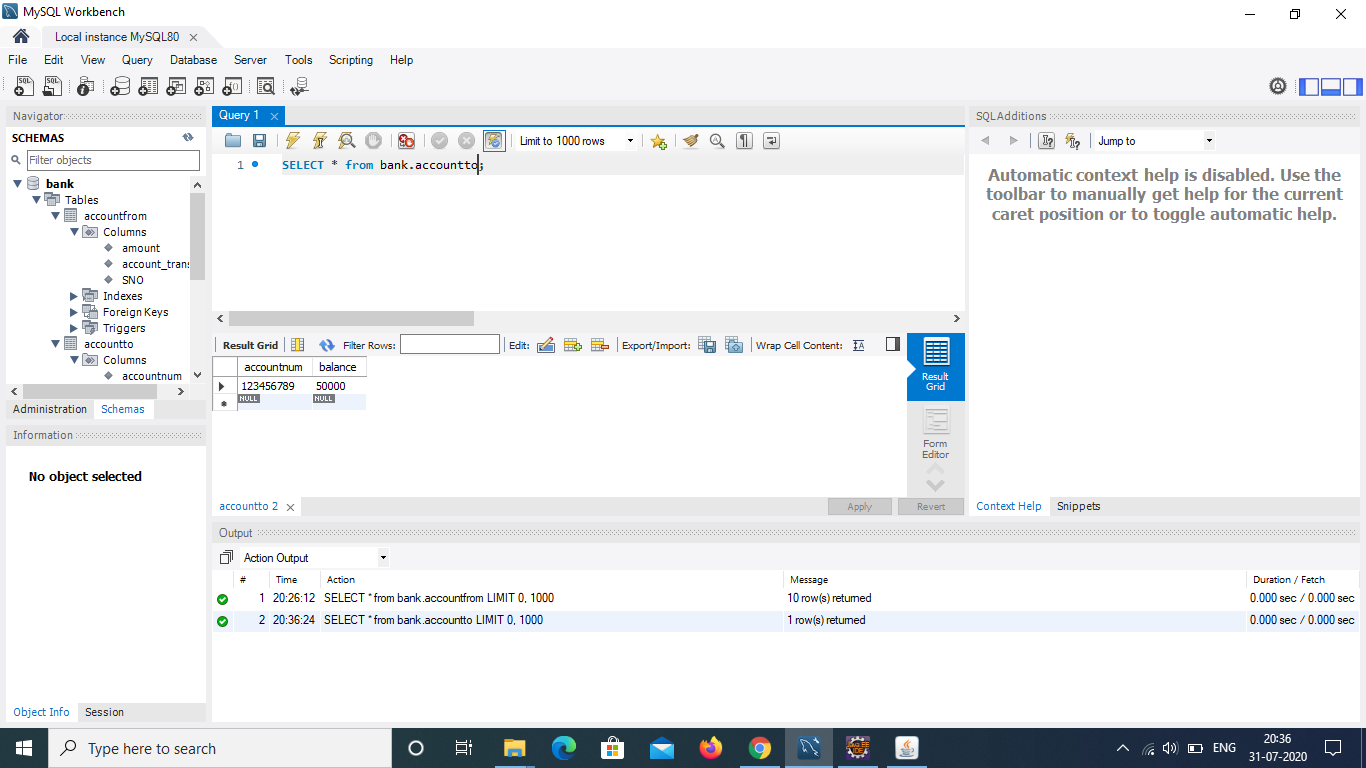 MySQL Workbench
Local instance MySQL80
File Edit View Query Database Server Tools Scripting Help
Navigator
SCHEMAS
Filter objects
bank
Tables
accountfrom
Columns
amount
account_trans
SNO
Indexes
Foreign Keys
Triggers
accountto
Columns
accountnum
Administration Schemas
Information
No object selected
Object Info Session
Query 1
Limit to 1000 rows
1 SELECT * from bank.accountto;
Result Grid Filter Rows: Edit: Export/Import: Wrap Cell Content:
accountnum balance
123456789 50000
NULL NULL
Result
Grid
Form
Editor
accountto 2
Apply Revert
SQLAdditions
Jump to
Automatic context help is disabled. Use the
toolbar to manually get help for the current
caret position or to toggle automatic help.
Context Help Snippets
Output
Action Output
# Time Action Message Duration / Fetch
1 20:26:12 SELECT * from bank.accountfrom LIMIT 0, 1000 10 row(s) returned 0.000 sec / 0.000 sec
2 20:36:24 SELECT * from bank.accountto LIMIT 0, 1000 1 row(s) returned 0.000 sec / 0.000 sec
Type here to search
ENG
20:36
31-07-2020